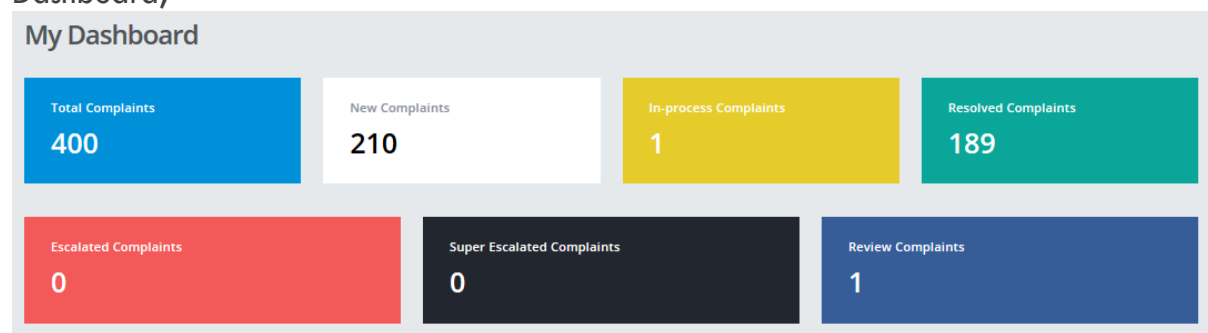 Dashboard)
My Dashboard
Total Complaints
400
New Complaints
210
In-process Complaints
1
Resolved Complaints
189
Escalated Complaints
0
Super Escalated Complaints
0
Review Complaints
1